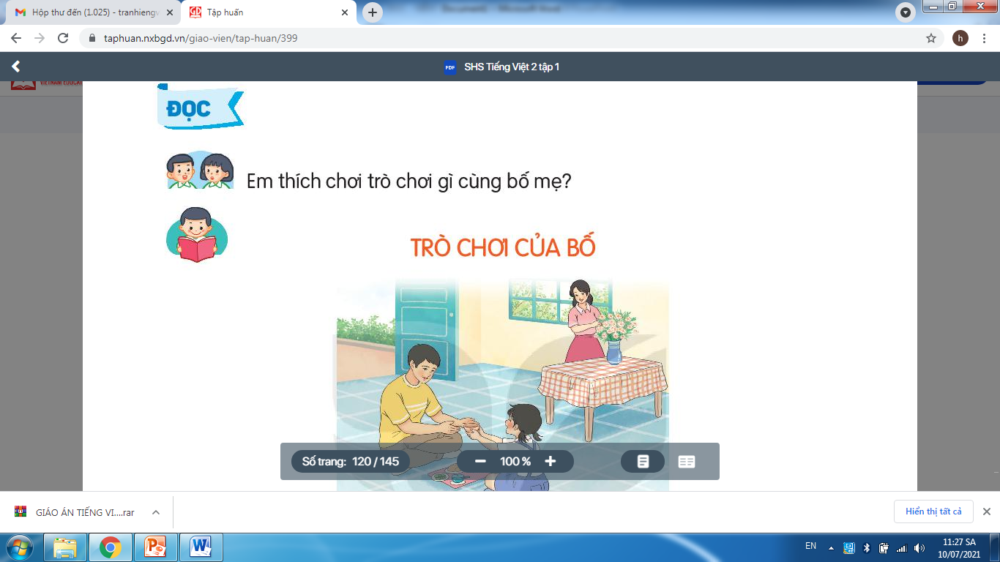 Hộp thư đến (1.025) - tranhieng
Tập huấn
taphuan.nxbgd.vn/giao-vien/tap-huan/399
h
PDF SHS Tiếng Việt 2 tập 1
ĐỌC
Em thích chơi trò chơi gì cùng bố mẹ?
TRÒ CHƠI CỦA BỐ
Số trang: 120 / 145
100 %
GIÁO ÁN TIẾNG VI....rar
Hiển thị tất cả
EN
11:27 SA
10/07/2021